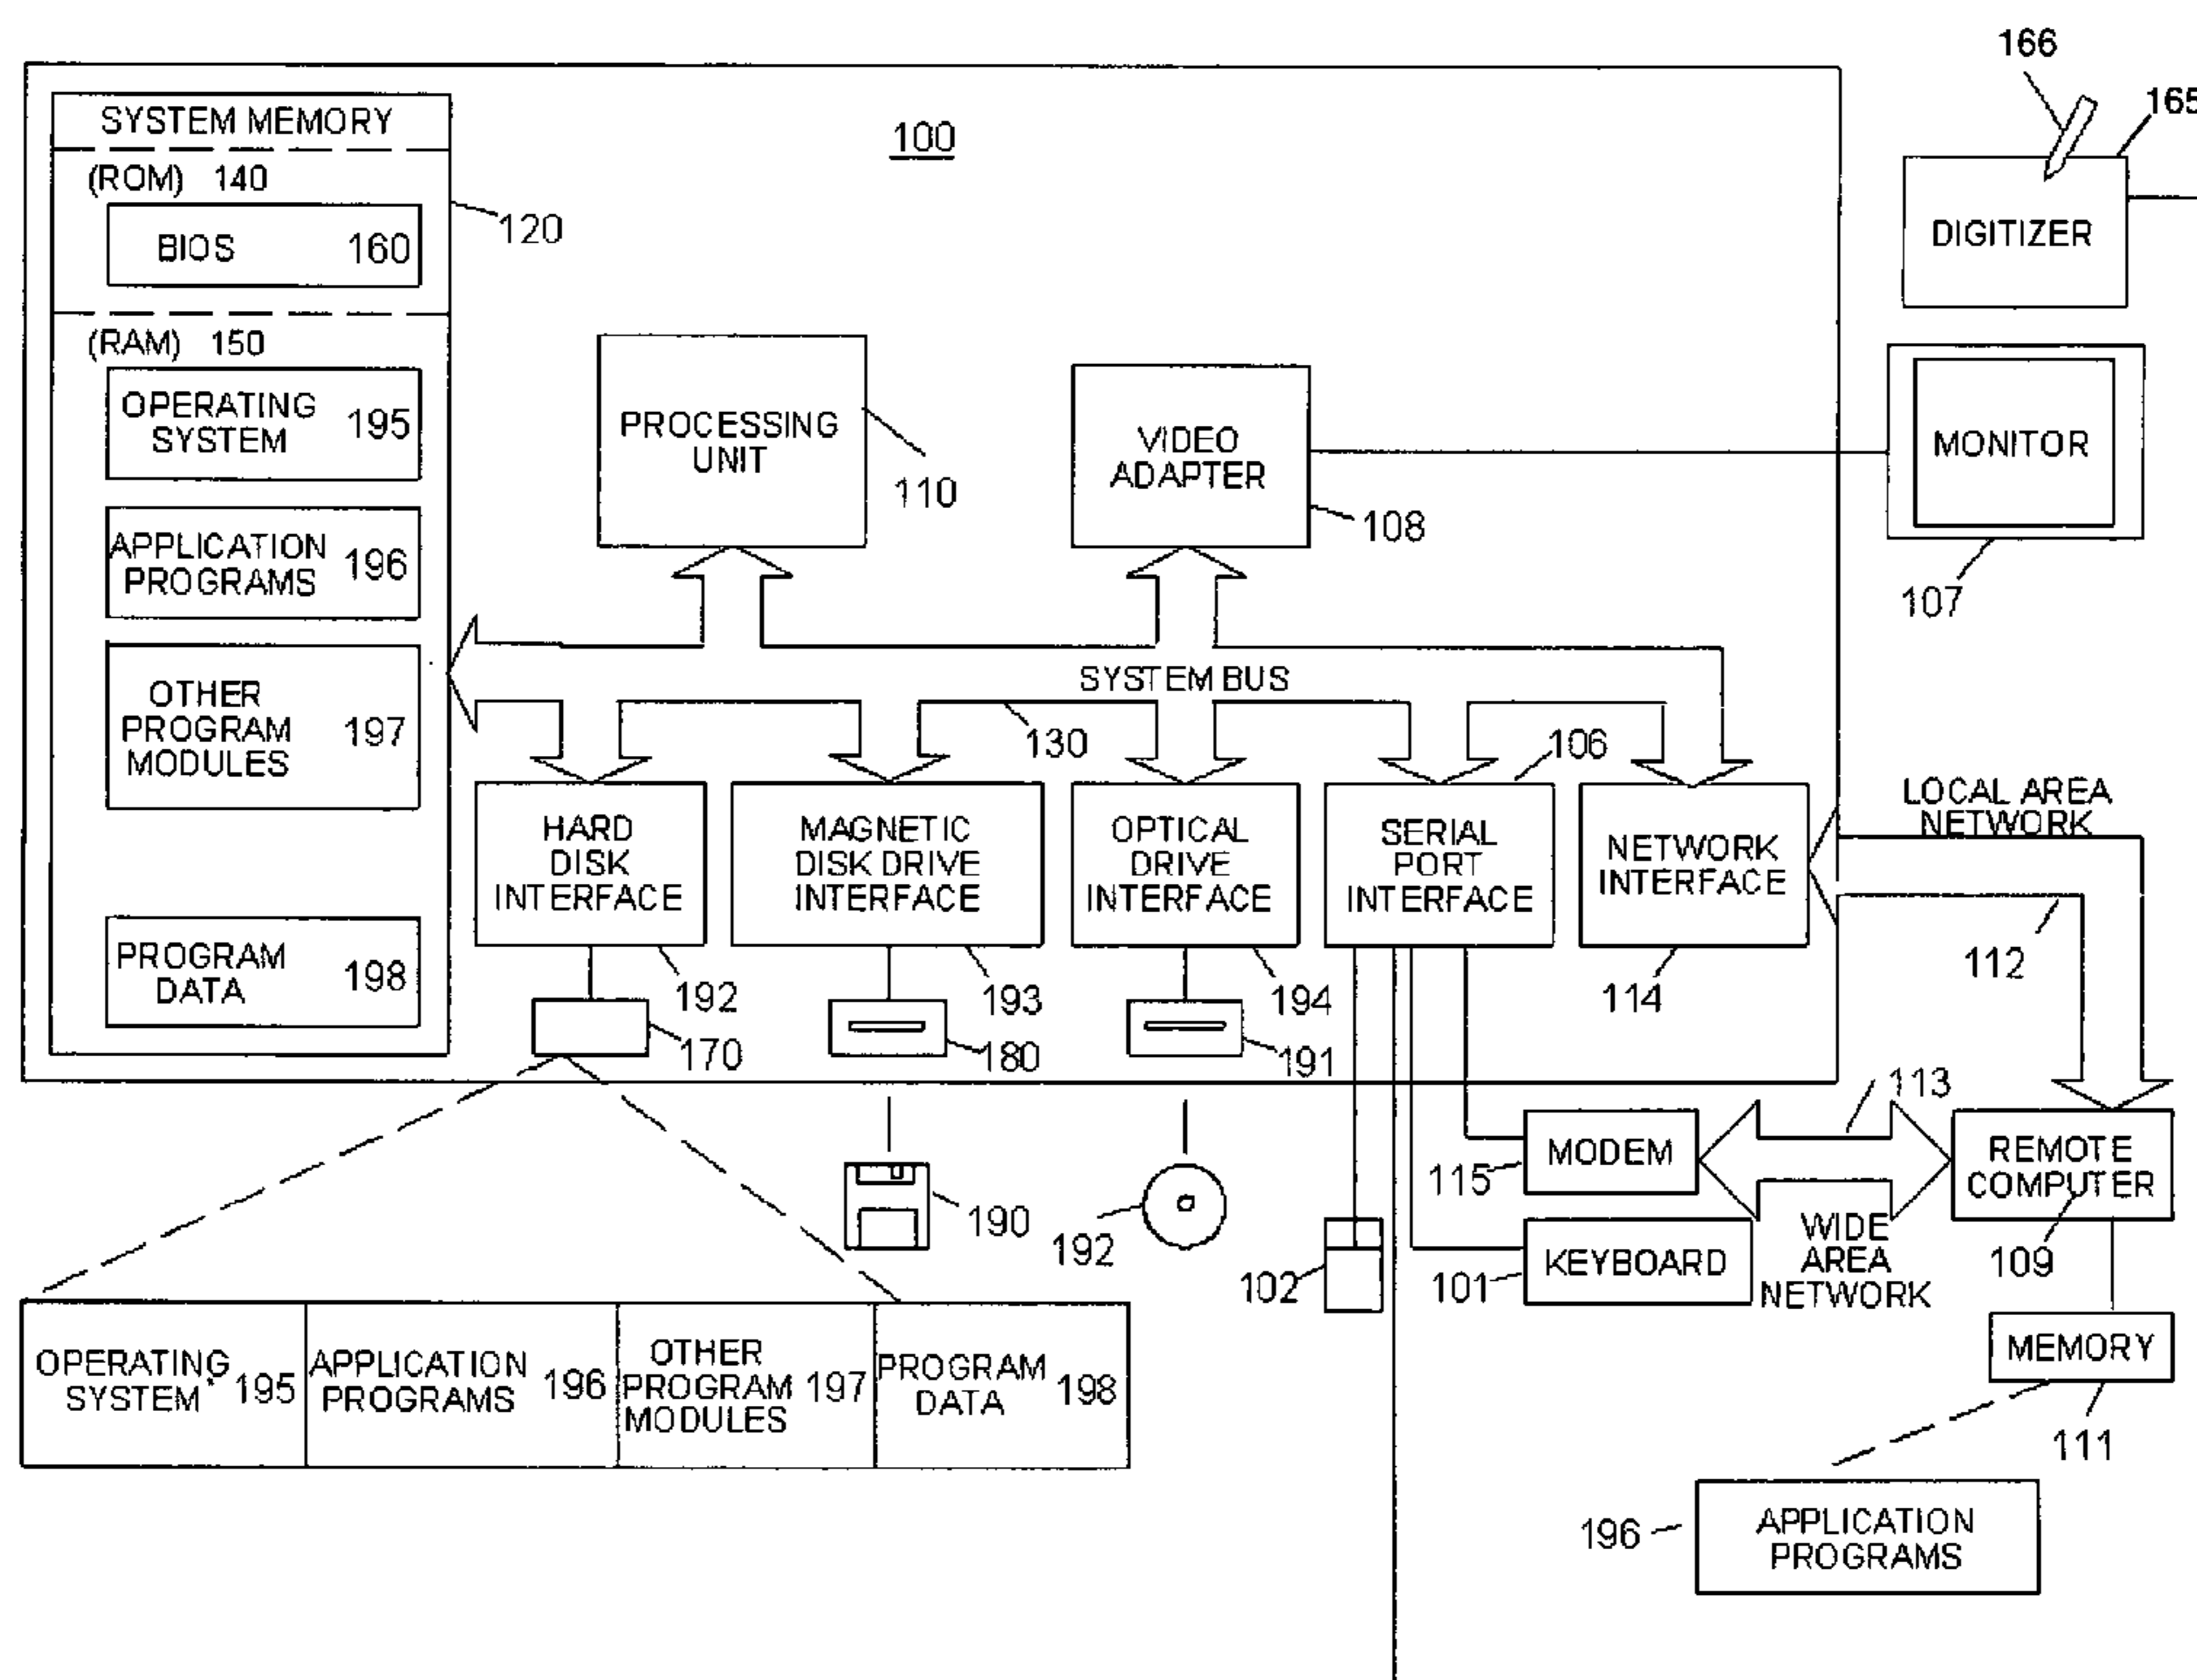 166
165
SYSTEM MEMORY
100
(ROM) 140
BIOS 160
120
DIGITIZER
(RAM) 150
OPERATING
SYSTEM 195
PROCESSING
UNIT
110
VIDEO
ADAPTER
108
MONITOR
107
APPLICATION
PROGRAMS 196
SYSTEM BUS
130
106
OTHER
PROGRAM
MODULES 197
HARD
DISK
INTERFACE
MAGNETIC
DISK DRIVE
INTERFACE
OPTICAL
DRIVE
INTERFACE
SERIAL
PORT
INTERFACE
NETWORK
INTERFACE
LOCAL AREA
NETWORK
112
PROGRAM
DATA 198
192
193
194
114
170
180
191
113
MODEM
115
REMOTE
COMPUTER
109
190
192
102
KEYBOARD
101
WIDE
AREA
NETWORK
MEMORY
111
OPERATING
SYSTEM 195
APPLICATION
PROGRAMS 196
OTHER
PROGRAM
MODULES 197
PROGRAM
DATA 198
196
APPLICATION
PROGRAMS